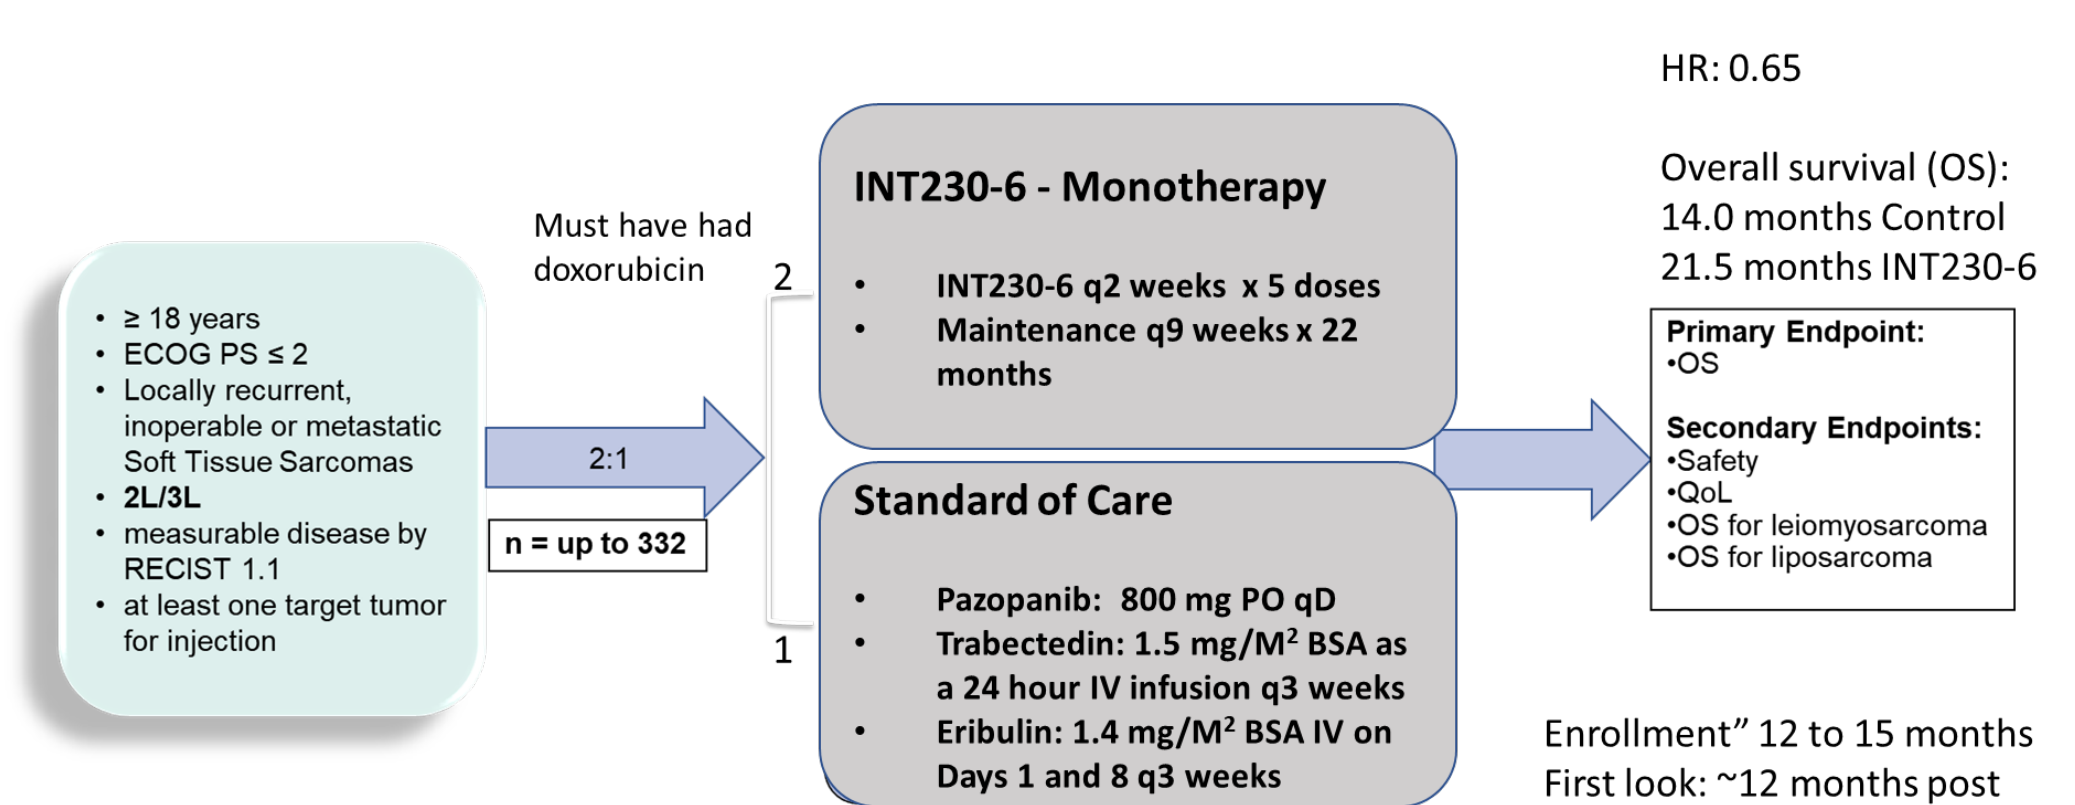 • ≥ 18 years
• ECOG PS ≤ 2
• Locally recurrent,
inoperable or metastatic
Soft Tissue Sarcomas
• 2L/3L
• measurable disease by
RECIST 1.1
• at least one target tumor
for injection
Must have had
doxorubicin
2:1
n = up to 332
2
1
INT230-6 - Monotherapy
• INT230-6 q2 weeks x 5 doses
• Maintenance q9 weeks x 22
months
Standard of Care
• Pazopanib: 800 mg PO qD
• Trabectedin: 1.5 mg/M² BSA as
a 24 hour IV infusion q3 weeks
• Eribulin: 1.4 mg/M² BSA IV on
Days 1 and 8 q3 weeks
HR: 0.65
Overall survival (OS):
14.0 months Control
21.5 months INT230-6
Primary Endpoint:
•OS
Secondary Endpoints:
•Safety
•QoL
•OS for leiomyosarcoma
•OS for liposarcoma
Enrollment” 12 to 15 months
First look: ~12 months post